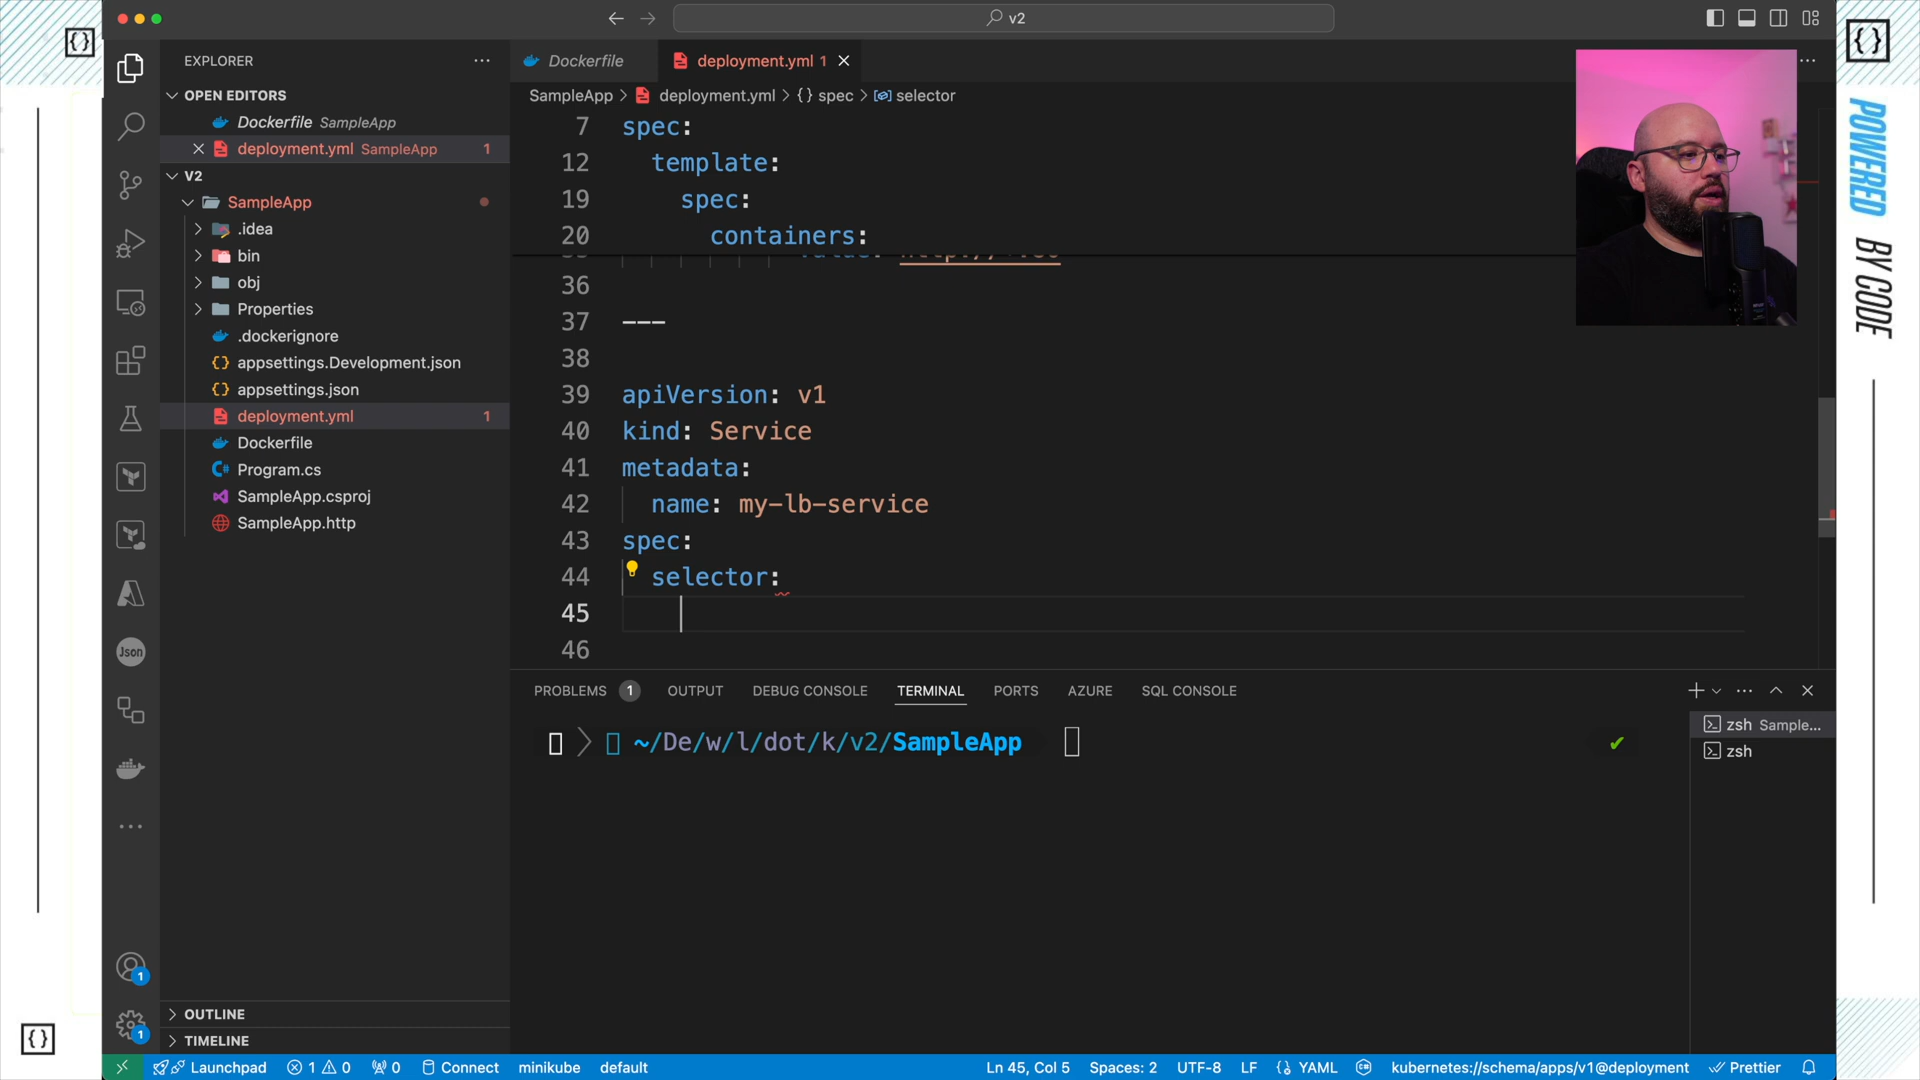 v2
EXPLORER
OPEN EDITORS
Dockerfile SampleApp
deployment.yml SampleApp 1
V2
SampleApp
.idea
bin
obj
Properties
.dockerignore
appsettings.Development.json
appsettings.json
deployment.yml 1
Dockerfile
Program.cs
SampleApp.csproj
SampleApp.http
OUTLINE
TIMELINE
Json
1
1
Dockerfile
deployment.yml 1
SampleApp > deployment.yml > {} spec > selector
7 spec:
12 template:
19 spec:
20 containers:
36
37 ---
38
39 apiVersion: v1
40 kind: Service
41 metadata:
42 name: my-lb-service
43 spec:
44 selector:
45
46
PROBLEMS 1 OUTPUT DEBUG CONSOLE TERMINAL PORTS AZURE SQL CONSOLE
~/De/w/l/dot/k/v2/SampleApp
zsh Sample...
zsh
Launchpad 1 0 0 Connect minikube default
Ln 45, Col 5 Spaces: 2 UTF-8 LF YAML kubernetes://schema/apps/v1@deployment Prettier
{}
{}
{}
POWERED BY CODE